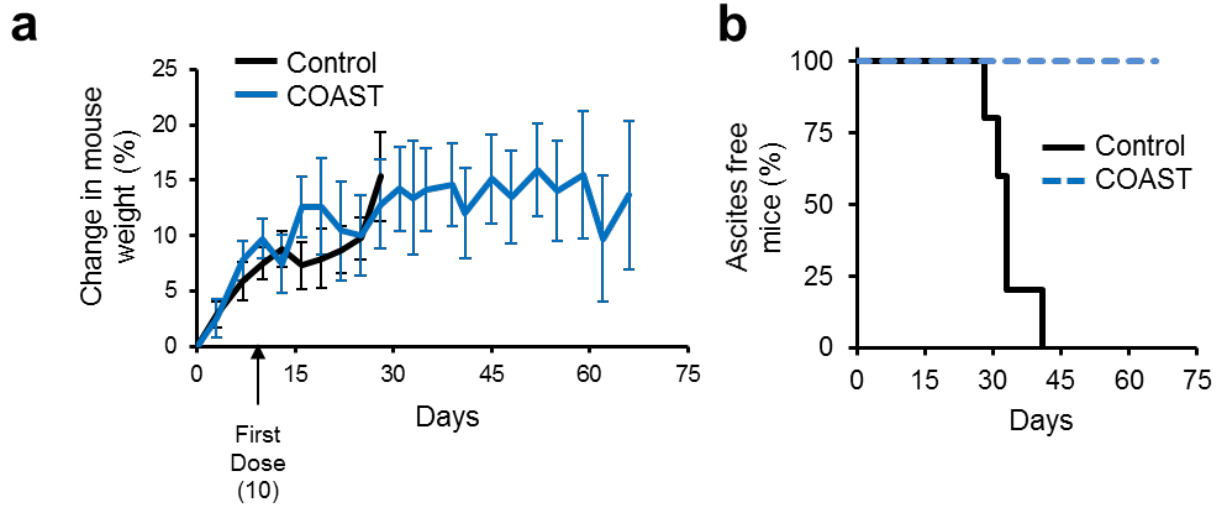 a
Change in mouse
weight (%)
25
20
15
10
5
0
Control
COAST
0 15 30 45 60 75
Days
First
Dose
(10)
b
Ascites free
mice (%)
100
75
50
25
0
Control
COAST
0 15 30 45 60 75
Days